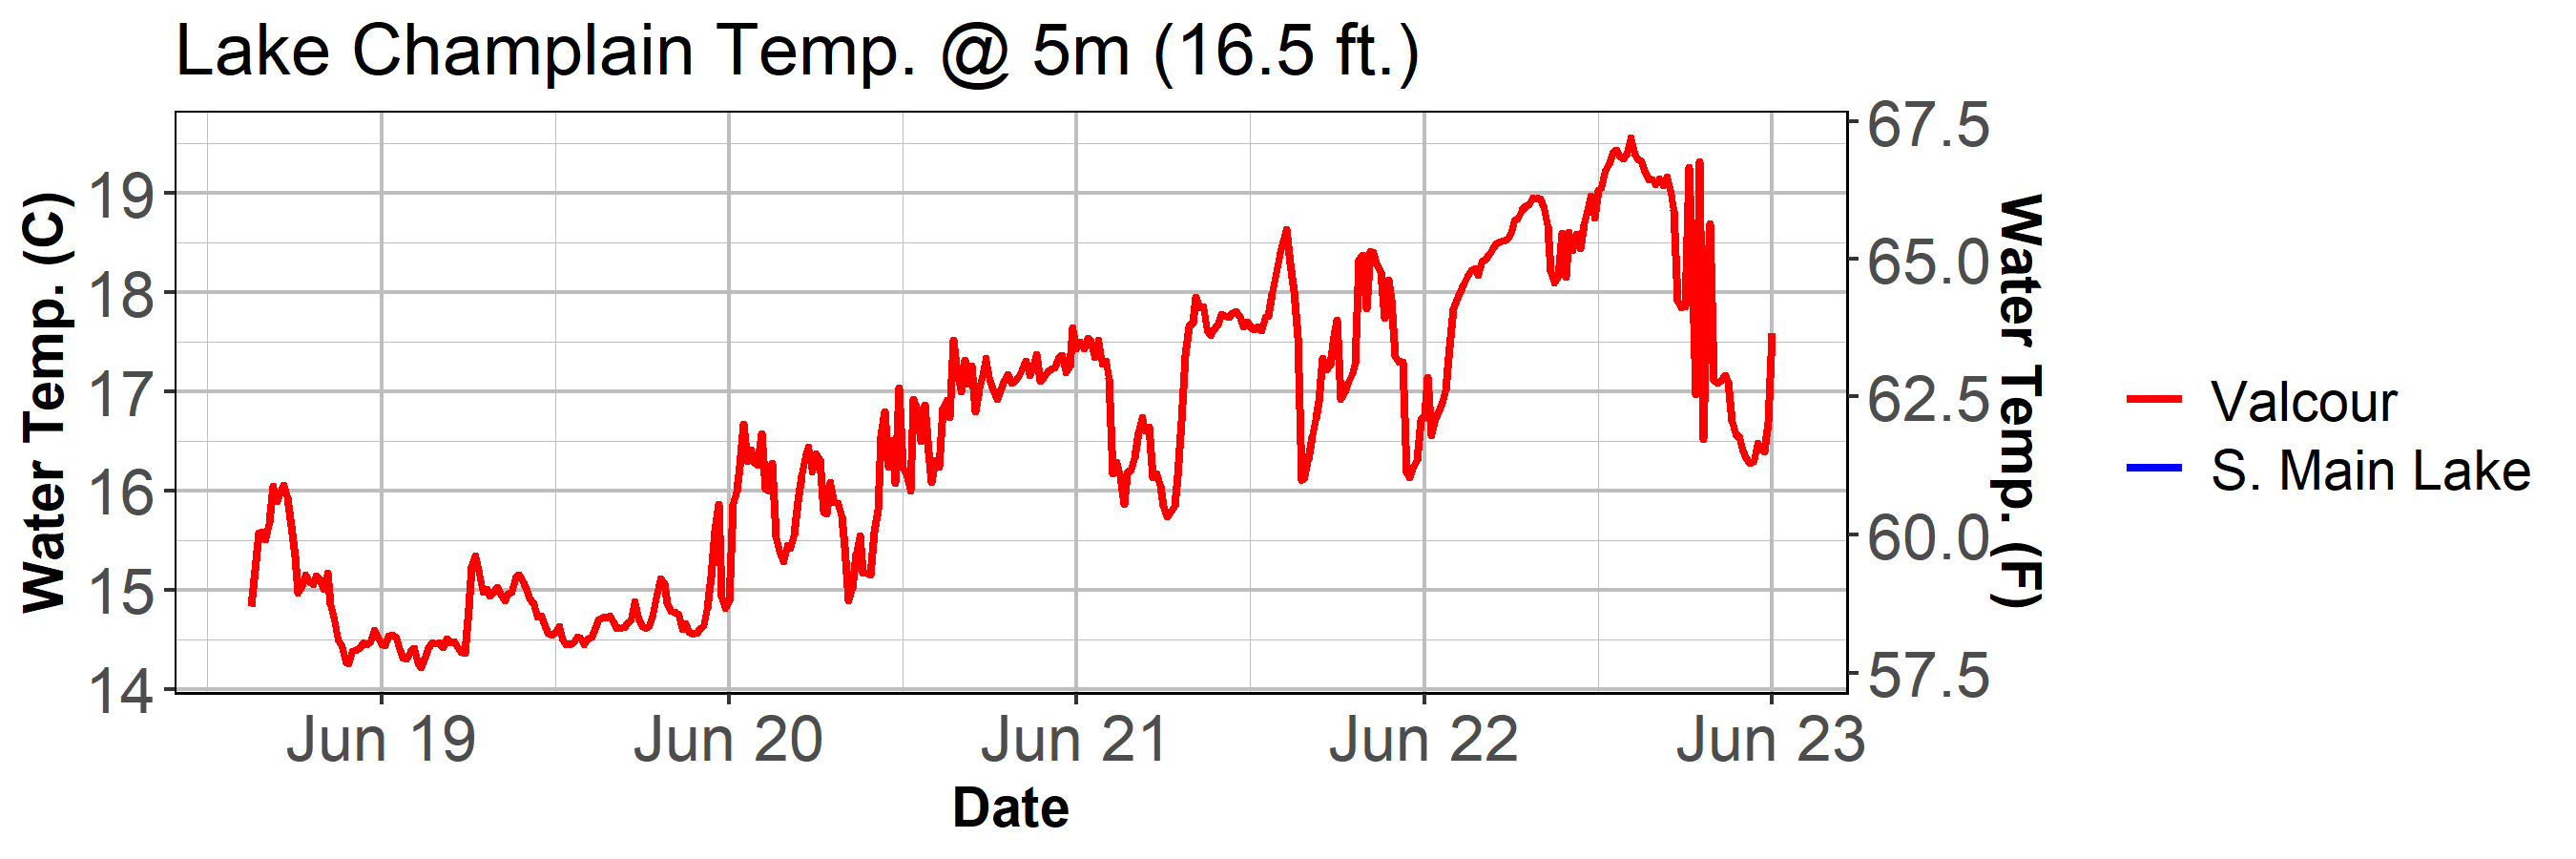 Lake Champlain Temp. @ 5m (16.5 ft.)
Water Temp. (C)
19
18
17
16
15
14
67.5
65.0
62.5
60.0
57.5
Water Temp. (F)
Jun 19
Jun 20
Jun 21
Jun 22
Jun 23
Date
Valcour
S. Main Lake